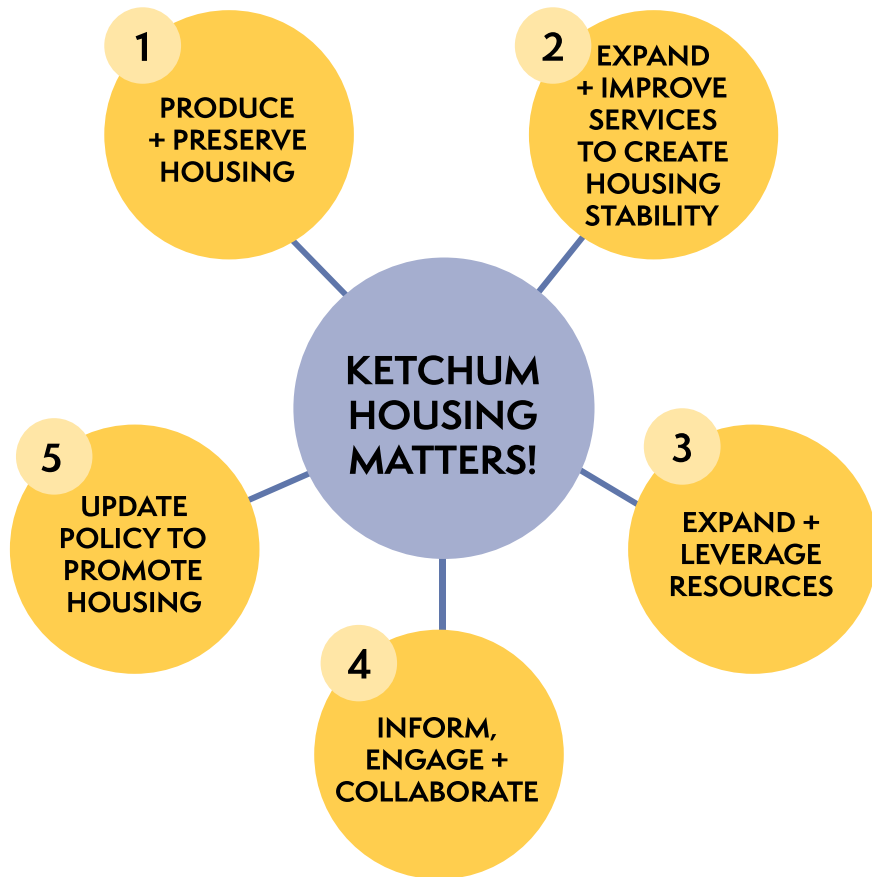 1
PRODUCE
+ PRESERVE
HOUSING
2
EXPAND
+ IMPROVE
SERVICES
TO CREATE
HOUSING
STABILITY
KETCHUM
HOUSING
MATTERS!
3
EXPAND +
LEVERAGE
RESOURCES
4
INFORM,
ENGAGE +
COLLABORATE
5
UPDATE
POLICY TO
PROMOTE
HOUSING